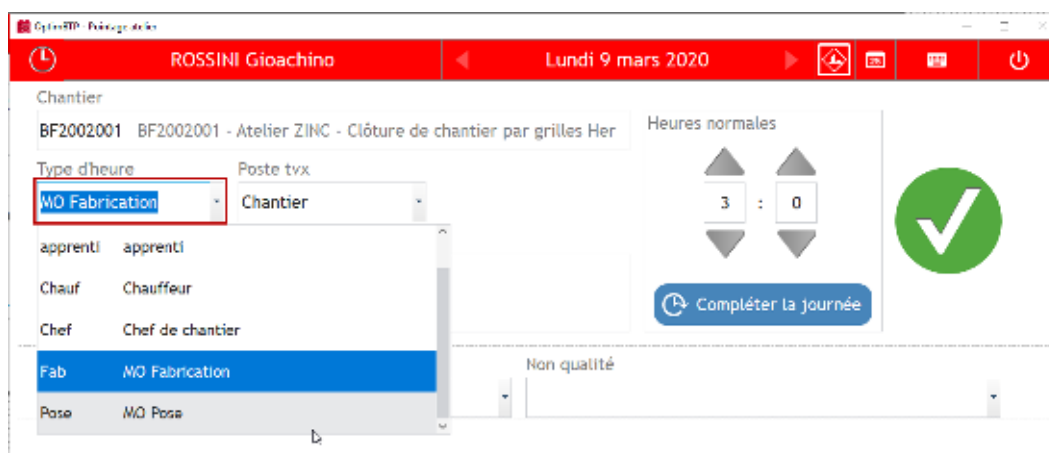 OptimBTP - Pointage atelier
ROSSINI Gioachino
Lundi 9 mars 2020
Chantier
BF2002001 BF2002001 - Atelier ZINC - Clôture de chantier par grilles Her
Heures normales
Type d'heure
Poste tvx
MO Fabrication
Chantier
3 : 0
apprenti apprenti
Chauf Chauffeur
Compléter la journée
Chef Chef de chantier
Non qualité
Fab MO Fabrication
Pose MO Pose